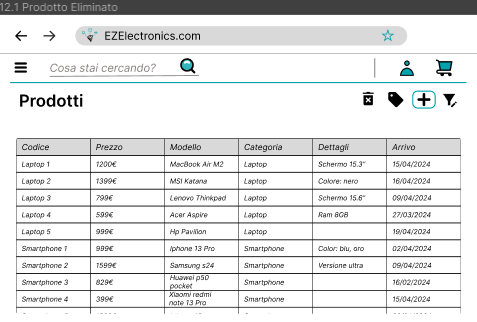 12.1 Prodotto Eliminato
EZElectronics.com
Cosa stai cercando?
Prodotti
Codice Prezzo Modello Categoria Dettagli Arrivo
Laptop 1 1200€ MacBook Air M2 Laptop Schermo 15.3" 15/04/2024
Laptop 2 1399€ MSI Katana Laptop Colore: nero 16/04/2024
Laptop 3 799€ Lenovo Thinkpad Laptop Schermo 15.6" 09/04/2024
Laptop 4 599€ Acer Aspire Laptop Ram 8GB 27/03/2024
Laptop 5 999€ Hp Pavilion Laptop 19/04/2024
Smartphone 1 999€ Iphone 13 Pro Smartphone Color: blu, oro 02/04/2024
Smartphone 2 1599€ Samsung s24 Smartphone Versione ultra 09/04/2024
Smartphone 3 829€ Huawei p50 pocket Smartphone 16/02/2024
Smartphone 4 399€ Xiaomi redmi note 13 Pro Smartphone 15/04/2024